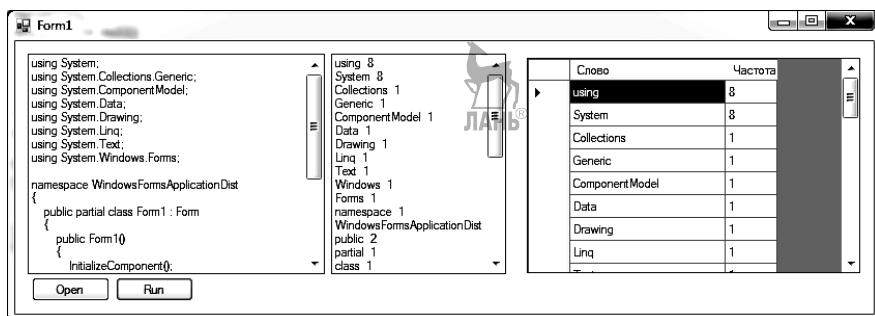 Form1
using System;
using System.Collections.Generic;
using System.ComponentModel;
using System.Data;
using System.Drawing;
using System.Linq;
using System.Text;
using System.Windows.Forms;
namespace WindowsFormsApplicationDist
{
public partial class Form1 : Form
{
public Form1()
{
InitializeComponent();
using 8
System 8
Collections 1
Generic 1
ComponentModel 1
Data 1
Drawing 1
Linq 1
Text 1
Windows 1
Forms 1
namespace 1
WindowsFormsApplicationDist
public 2
partial 1
class 1
ЛАНЬ®
Слово Частота
using 8
System 8
Collections 1
Generic 1
ComponentModel 1
Data 1
Drawing 1
Linq 1
Open Run